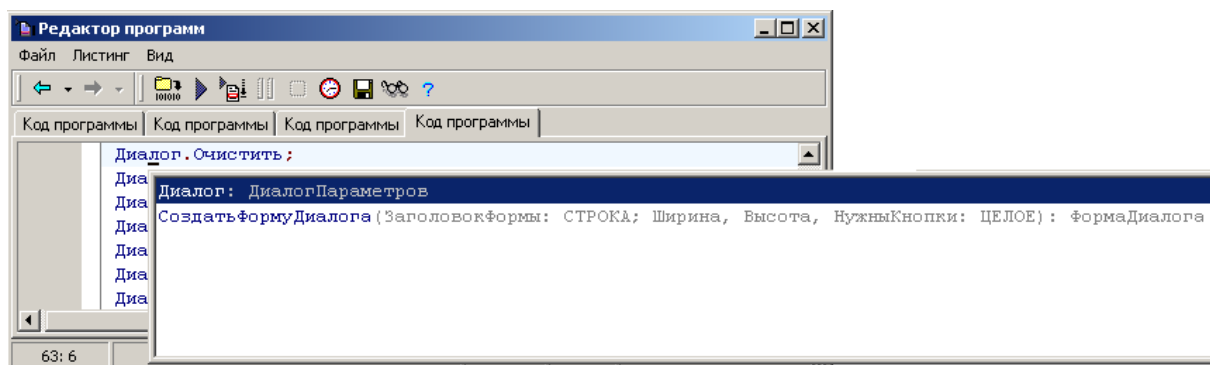 Редактор программ
Файл Листинг Вид
101010 ?
Код программы Код программы Код программы Код программы
Диалог.Очистить;
Диа
Диалог: ДиалогПараметров
Диа
СоздатьФормуДиалога(ЗаголовокФормы: СТРОКА; Ширина, Высота, НужныКнопки: ЦЕЛОЕ): ФормаДиалога
Диа
Диа
Диа
Диа
63: 6